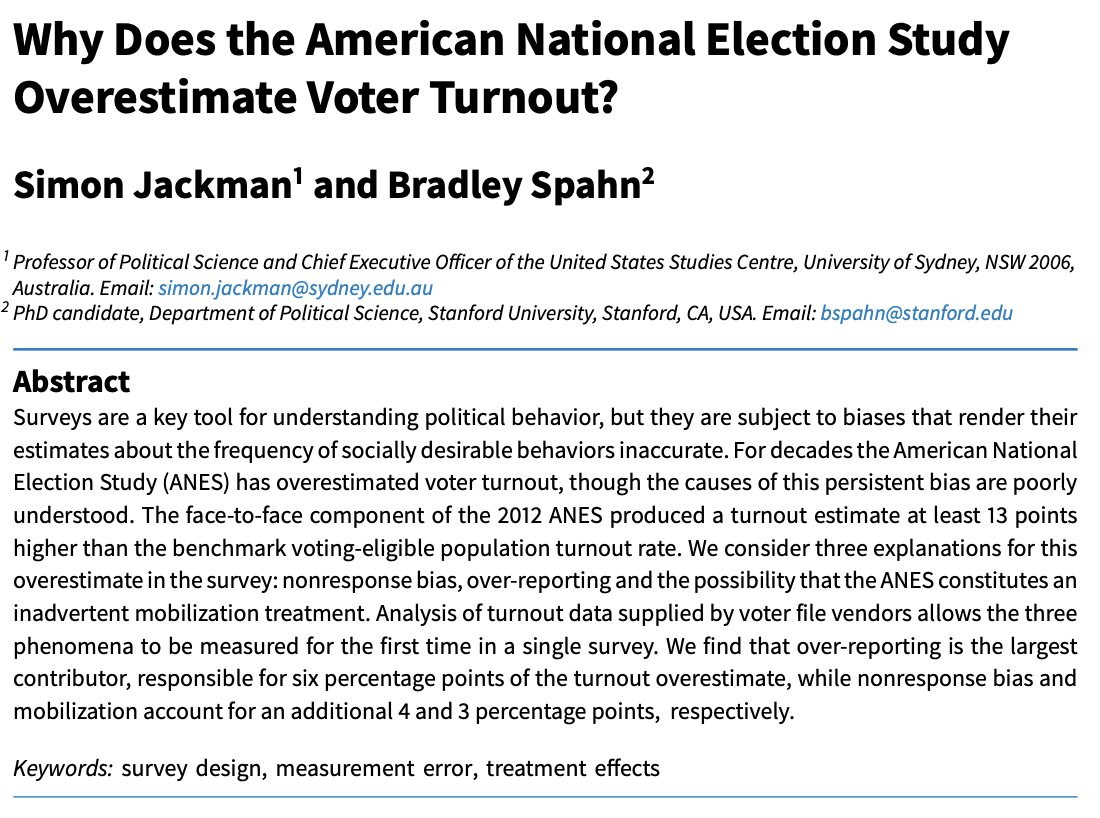 Why Does the American National Election Study
Overestimate Voter Turnout?
Simon Jackman¹ and Bradley Spahn²
¹ Professor of Political Science and Chief Executive Officer of the United States Studies Centre, University of Sydney, NSW 2006,
Australia. Email: simon.jackman@sydney.edu.au
² PhD candidate, Department of Political Science, Stanford University, Stanford, CA, USA. Email: bspahn@stanford.edu
Abstract
Surveys are a key tool for understanding political behavior, but they are subject to biases that render their
estimates about the frequency of socially desirable behaviors inaccurate. For decades the American National
Election Study (ANES) has overestimated voter turnout, though the causes of this persistent bias are poorly
understood. The face-to-face component of the 2012 ANES produced a turnout estimate at least 13 points
higher than the benchmark voting-eligible population turnout rate. We consider three explanations for this
overestimate in the survey: nonresponse bias, over-reporting and the possibility that the ANES constitutes an
inadvertent mobilization treatment. Analysis of turnout data supplied by voter file vendors allows the three
phenomena to be measured for the first time in a single survey. We find that over-reporting is the largest
contributor, responsible for six percentage points of the turnout overestimate, while nonresponse bias and
mobilization account for an additional 4 and 3 percentage points, respectively.
Keywords: survey design, measurement error, treatment effects